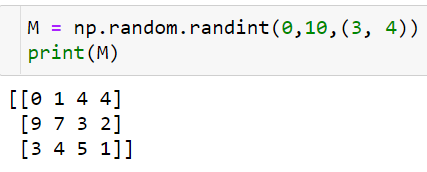 M = np.random.randint(0,10,(3, 4))
print(M)
[[0 1 4 4]
 [9 7 3 2]
 [3 4 5 1]]